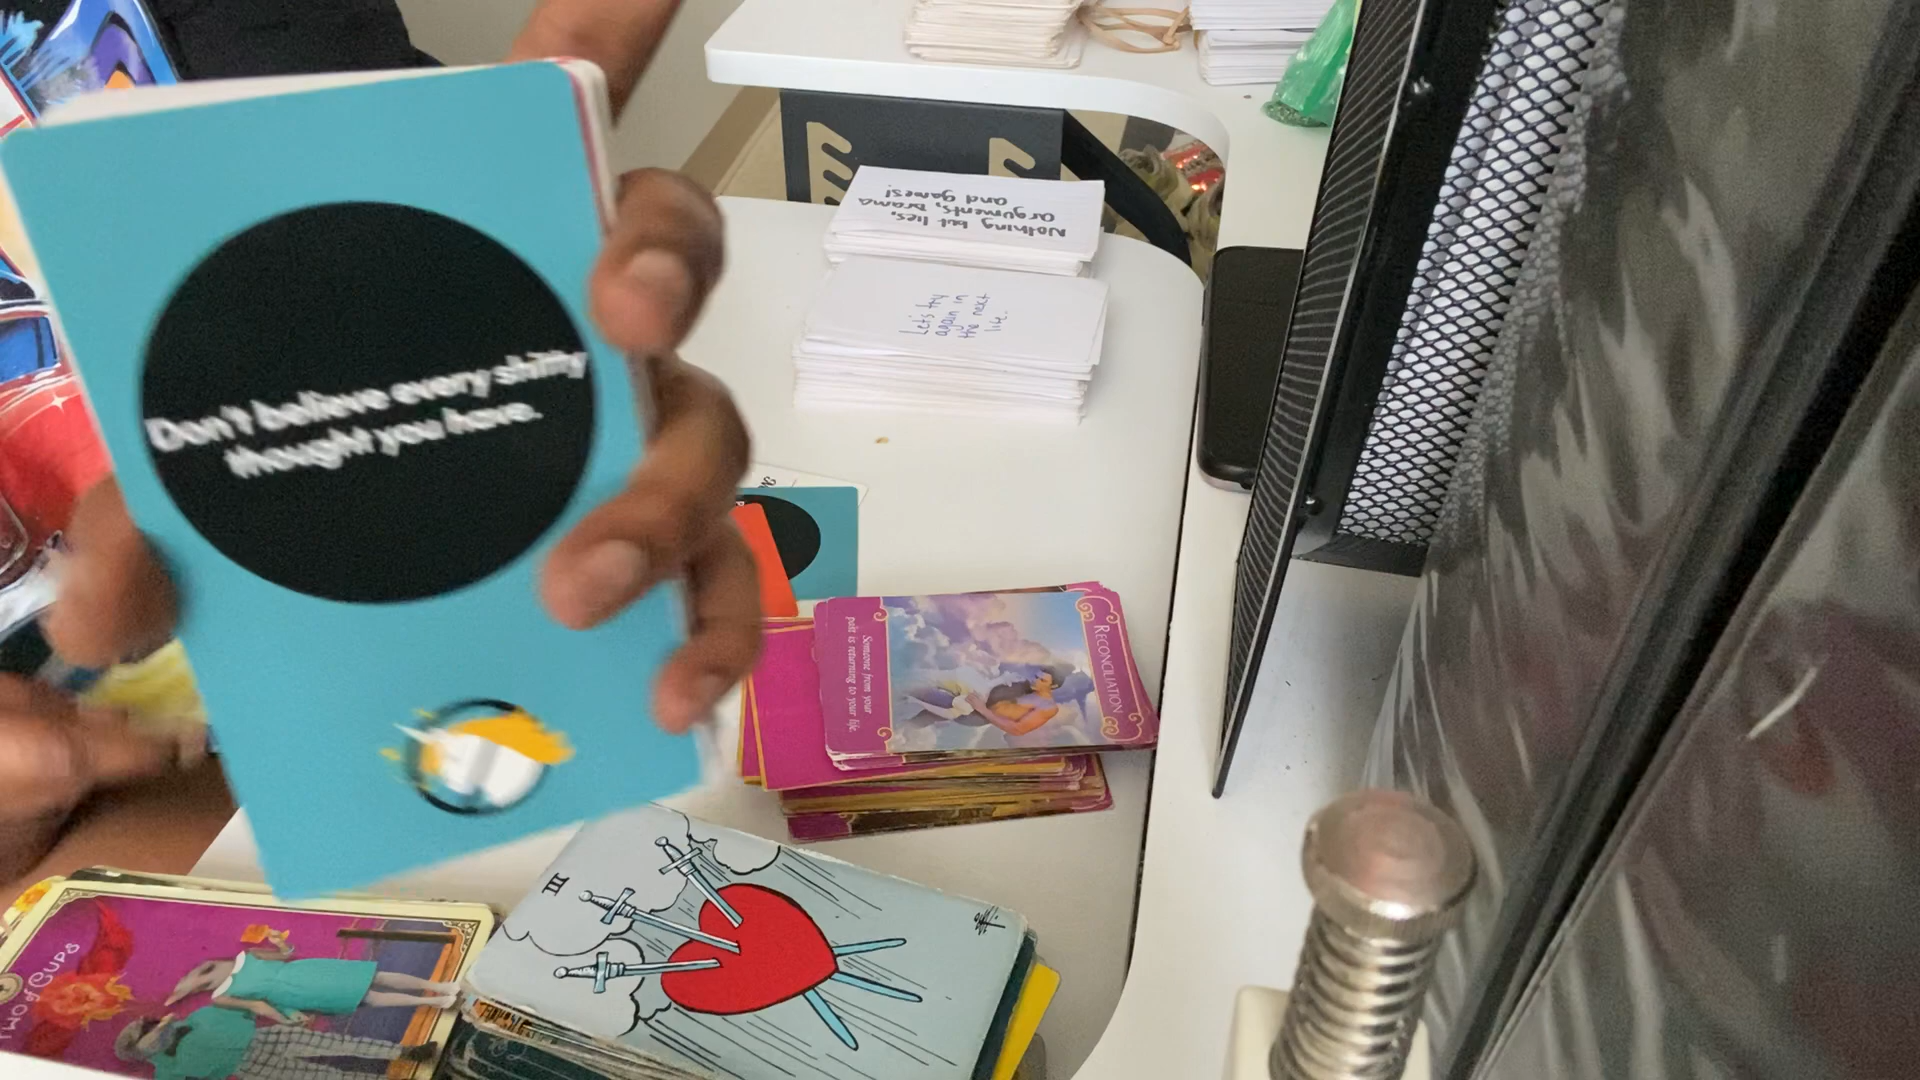 Don't believe every shitty
thought you have.
Nothing but lies,
arguments, Drama
and games!
Let's try
again in
the next
life.
RECONCILIATION
Someone from your
past is returning to your life.
III
TWO of CUPS